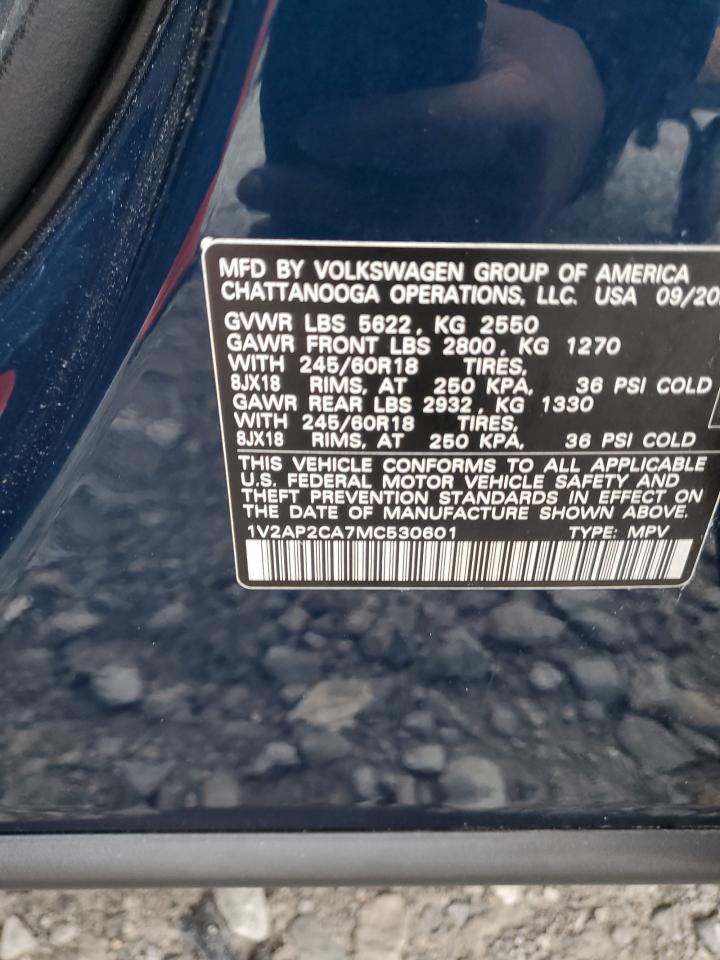 MFD BY VOLKSWAGEN GROUP OF AMERICA
CHATTANOOGA OPERATIONS, LLC. USA 09/20
GVWR LBS 5622, KG 2550
GAWR FRONT LBS 2800, KG 1270
WITH 245/60R18 TIRES,
8JX18 RIMS, AT 250 KPA, 36 PSI COLD
GAWR REAR LBS 2932, KG 1330
WITH 245/60R18 TIRES,
8JX18 RIMS, AT 250 KPA, 36 PSI COLD
THIS VEHICLE CONFORMS TO ALL APPLICABLE
U.S. FEDERAL MOTOR VEHICLE SAFETY AND
THEFT PREVENTION STANDARDS IN EFFECT ON
THE DATE OF MANUFACTURE SHOWN ABOVE.
1V2AP2CA7MC530601 TYPE: MPV